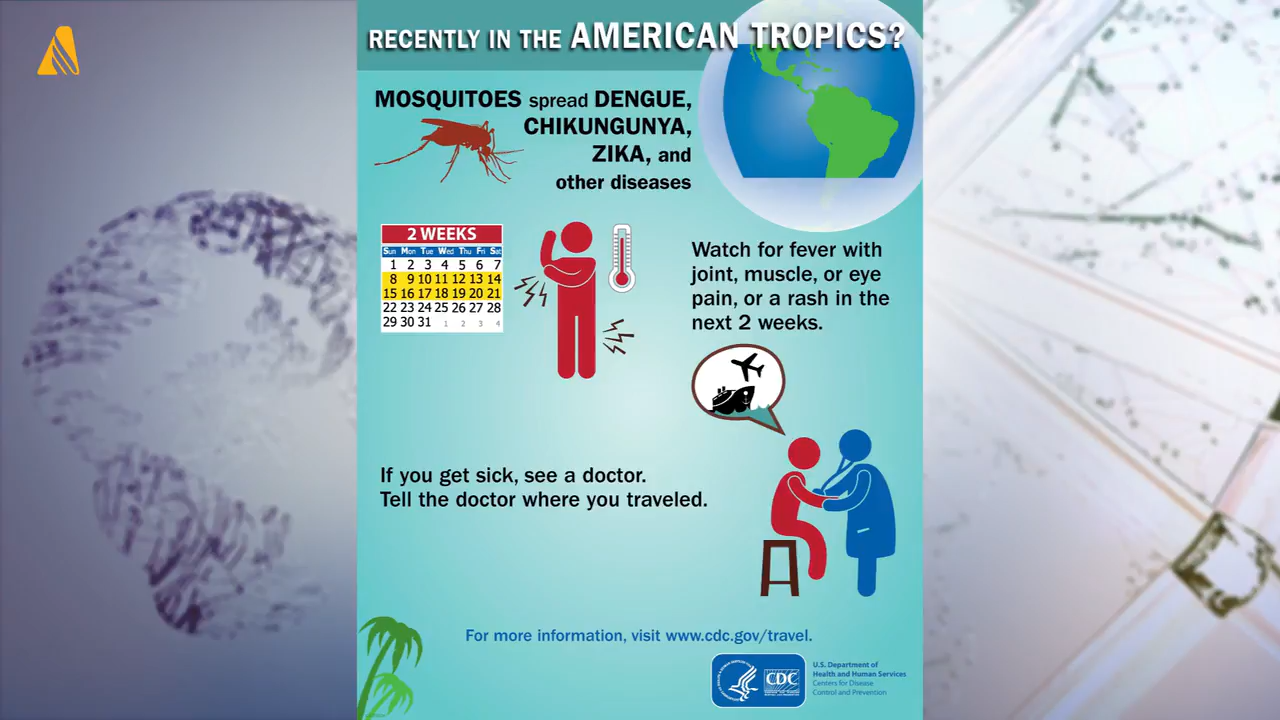 RECENTLY IN THE AMERICAN TROPICS?
MOSQUITOES spread DENGUE,
CHIKUNGUNYA,
ZIKA, and
other diseases
2 WEEKS
Sun Mon Tue Wed Thu Fri Sat
1 2 3 4 5 6 7
8 9 10 11 12 13 14
15 16 17 18 19 20 21
22 23 24 25 26 27 28
29 30 31 1 2 3 4
Watch for fever with
joint, muscle, or eye
pain, or a rash in the
next 2 weeks.
If you get sick, see a doctor.
Tell the doctor where you traveled.
For more information, visit www.cdc.gov/travel.
CDC
U.S. Department of
Health and Human Services
Centers for Disease
Control and Prevention